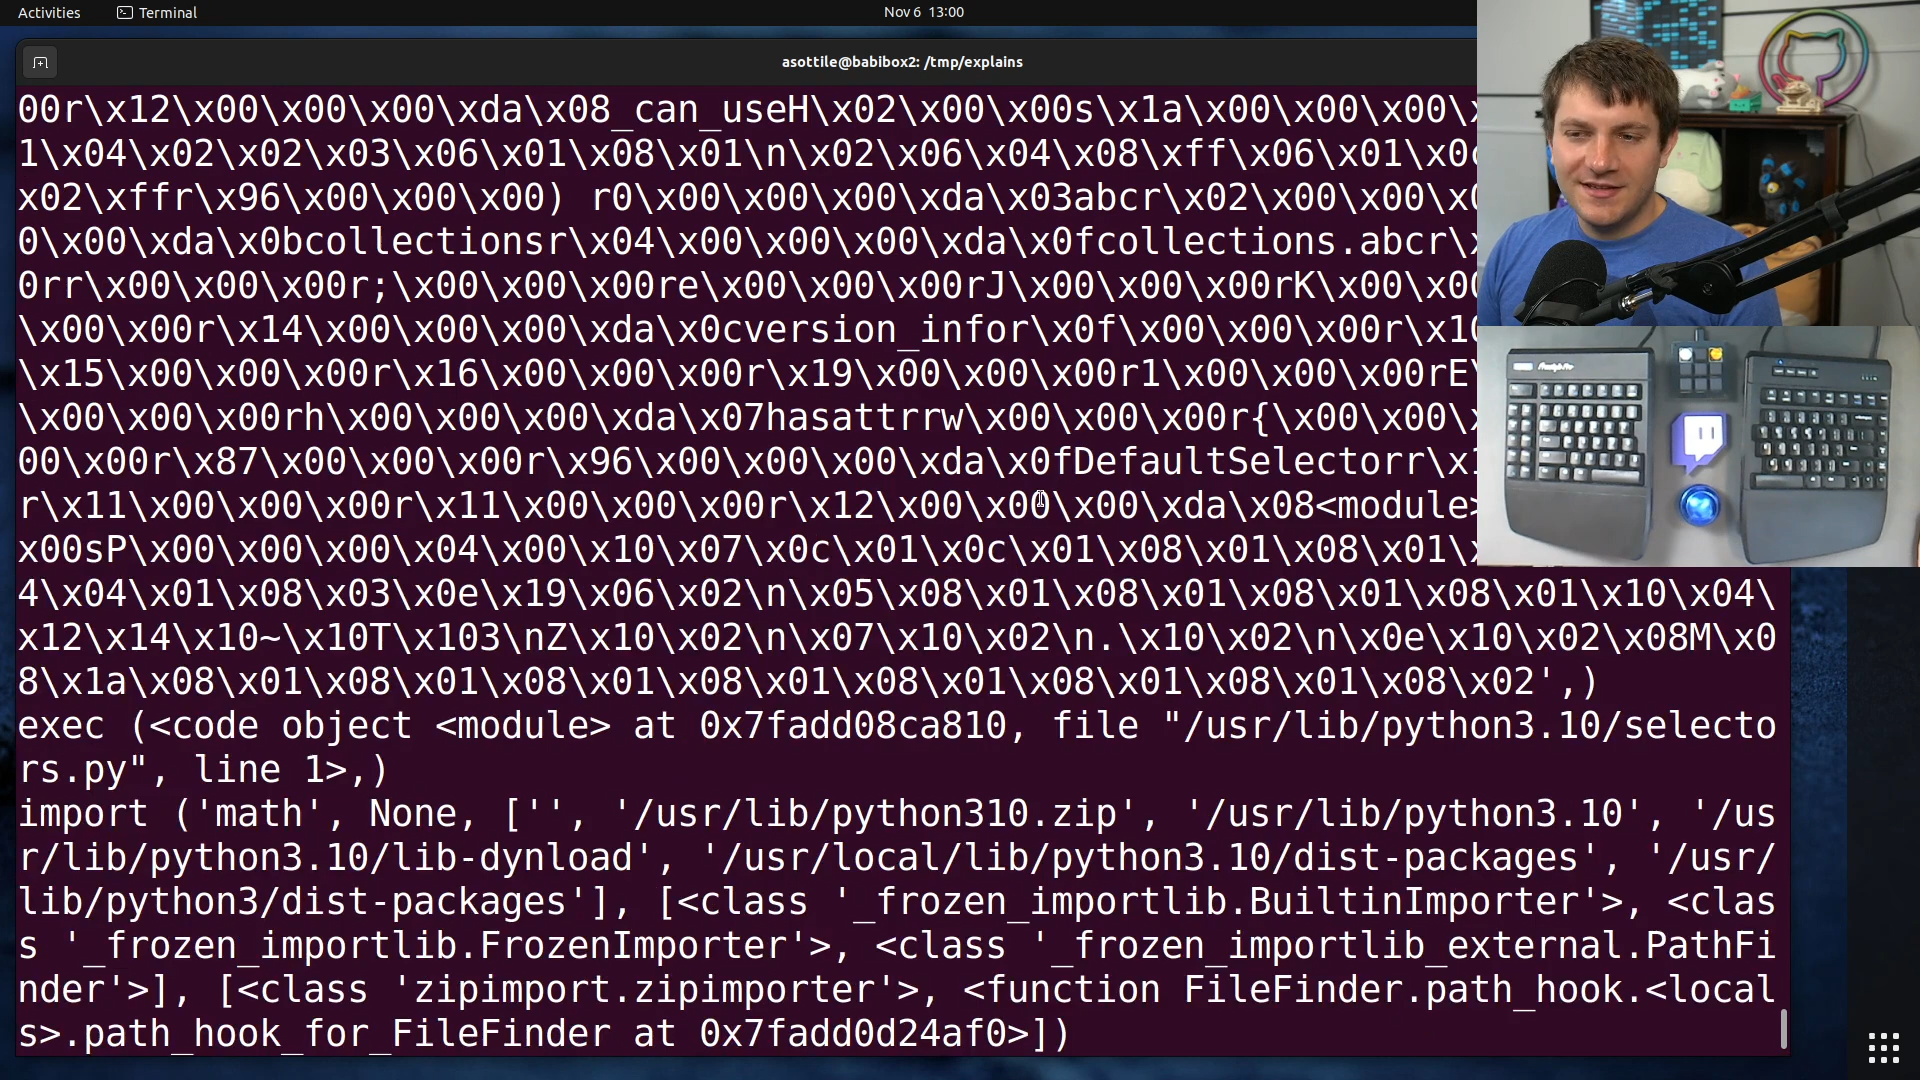 Activities
Terminal
Nov 6 13:00
asottile@babibox2: /tmp/explains
00r\x12\x00\x00\x00\xda\x08_can_useH\x02\x00\x00s\x1a\x00\x00\x00\x
1\x04\x02\x02\x03\x06\x01\x08\x01\n\x02\x06\x04\x08\xff\x06\x01\x0c
x02\xffr\x96\x00\x00\x00) r0\x00\x00\x00\xda\x03abcr\x02\x00\x00\x0
0\x00\xda\x0bcollectionsr\x04\x00\x00\x00\xda\x0fcollections.abcr\x
0rr\x00\x00\x00r;\x00\x00\x00re\x00\x00\x00rJ\x00\x00\x00rK\x00\x00
\x00\x00r\x14\x00\x00\x00\xda\x0cversion_infor\x0f\x00\x00\x00r\x10
\x15\x00\x00\x00r\x16\x00\x00\x00r\x19\x00\x00\x00r1\x00\x00\x00rE\
\x00\x00\x00rh\x00\x00\x00\xda\x07hasattrrw\x00\x00\x00r{\x00\x00\x
00\x00r\x87\x00\x00\x00r\x96\x00\x00\x00\xda\x0fDefaultSelectorr\x1
r\x11\x00\x00\x00r\x11\x00\x00\x00r\x12\x00\x00\x00\xda\x08<module>
x00sP\x00\x00\x00\x04\x00\x10\x07\x0c\x01\x0c\x01\x08\x01\x08\x01\x
4\x04\x01\x08\x03\x0e\x19\x06\x02\n\x05\x08\x01\x08\x01\x08\x01\x08\x01\x10\x04\
x12\x14\x10~\x10T\x103\nZ\x10\x02\n\x07\x10\x02\n.\x10\x02\n\x0e\x10\x02\x08M\x0
8\x1a\x08\x01\x08\x01\x08\x01\x08\x01\x08\x01\x08\x01\x08\x01\x08\x02',)
exec (<code object <module> at 0x7fadd08ca810, file "/usr/lib/python3.10/selecto
rs.py", line 1>,)
import ('math', None, ['', '/usr/lib/python310.zip', '/usr/lib/python3.10', '/us
r/lib/python3.10/lib-dynload', '/usr/local/lib/python3.10/dist-packages', '/usr/
lib/python3/dist-packages'], [<class '_frozen_importlib.BuiltinImporter'>, <clas
s '_frozen_importlib.FrozenImporter'>, <class '_frozen_importlib_external.PathFi
nder'>], [<class 'zipimport.zipimporter'>, <function FileFinder.path_hook.<local
s>.path_hook_for_FileFinder at 0x7fadd0d24af0>])